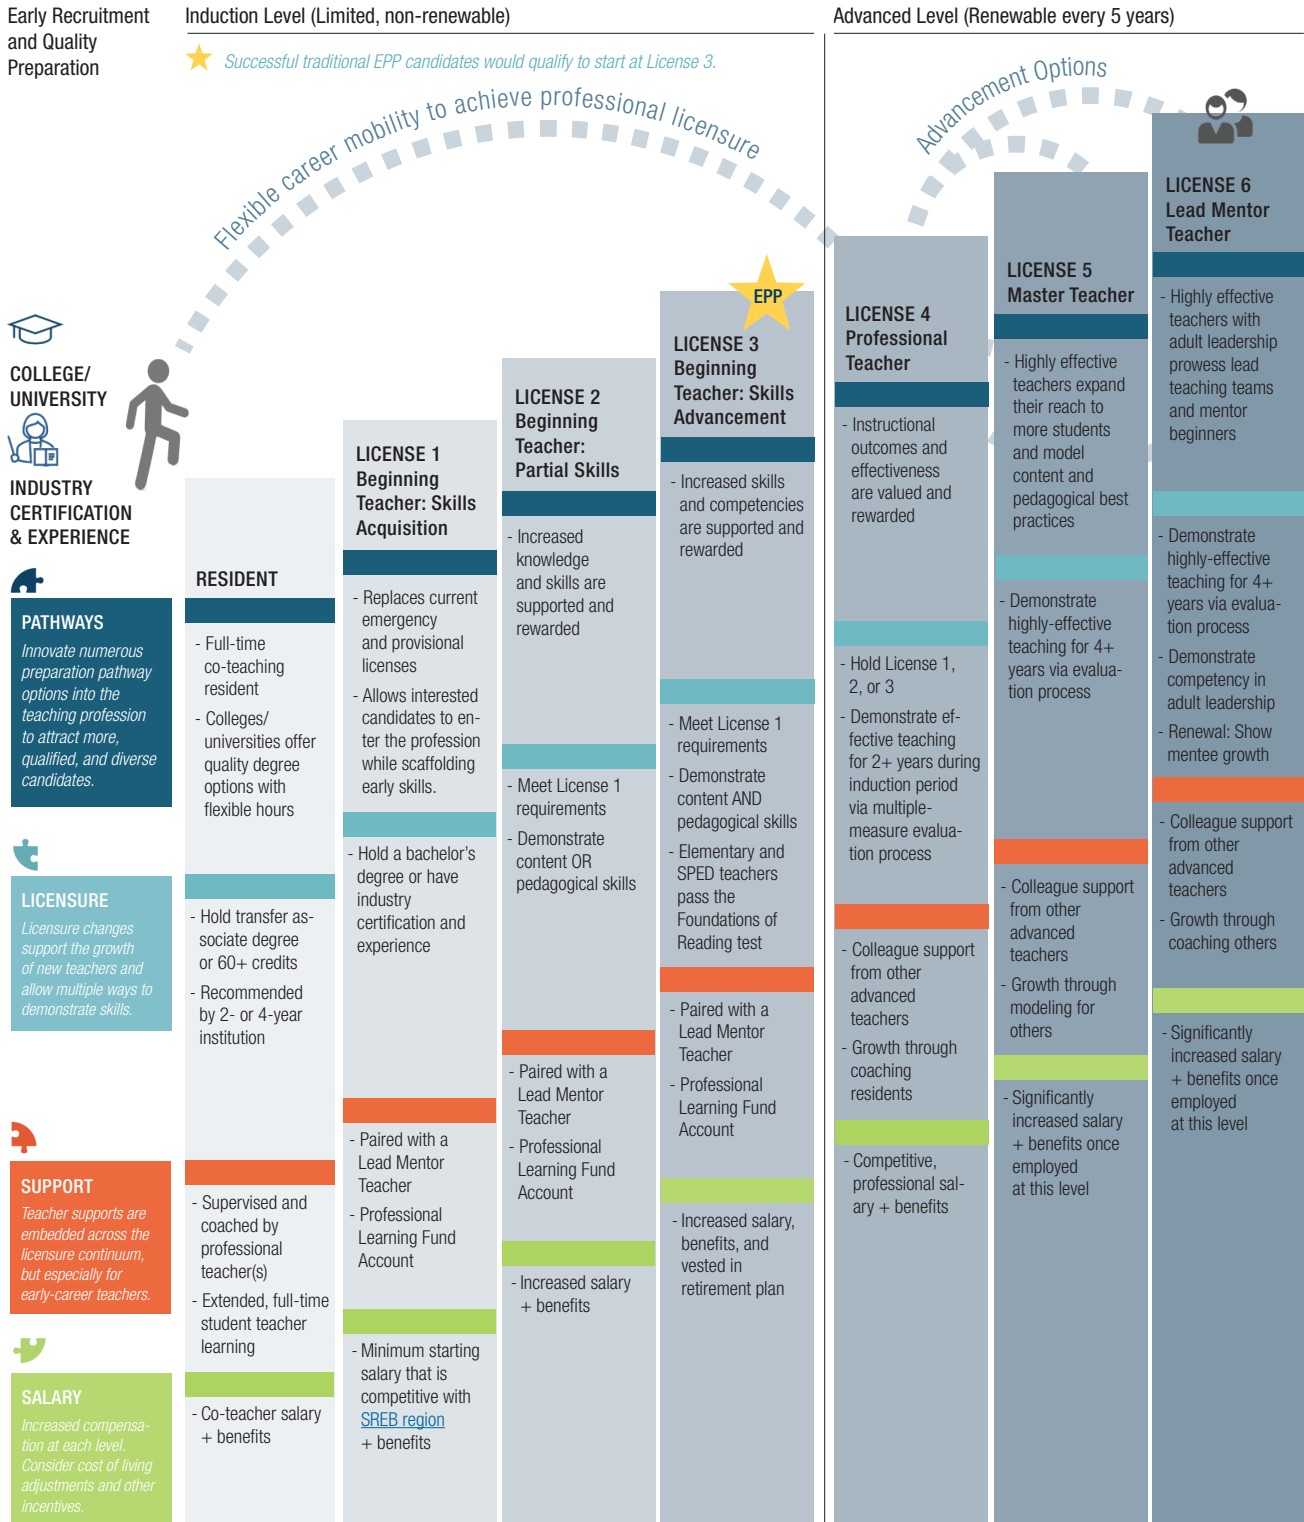 Early Recruitment
and Quality
Preparation
Induction Level (Limited, non-renewable)
Advanced Level (Renewable every 5 years)
Successful traditional EPP candidates would qualify to start at License 3.
Flexible career mobility to achieve professional licensure
Advancement Options
COLLEGE/
UNIVERSITY
INDUSTRY
CERTIFICATION
& EXPERIENCE
PATHWAYS
Innovate numerous
preparation pathway
options into the
teaching profession
to attract more,
qualified, and diverse
candidates.
LICENSURE
Licensure changes
support the growth
of new teachers and
allow multiple ways to
demonstrate skills.
SUPPORT
Teacher supports are
embedded across the
licensure continuum,
but especially for
early-career teachers.
SALARY
Increased compensa-
tion at each level.
Consider cost of living
adjustments and other
incentives.
RESIDENT
- Full-time
co-teaching
resident
- Colleges/
universities offer
quality degree
options with
flexible hours
- Hold transfer as-
sociate degree
or 60+ credits
- Recommended
by 2- or 4-year
institution
- Supervised and
coached by
professional
teacher(s)
- Extended, full-time
student teacher
learning
- Co-teacher salary
+ benefits
LICENSE 1
Beginning
Teacher: Skills
Acquisition
- Replaces current
emergency
and provisional
licenses
- Allows interested
candidates to en-
ter the profession
while scaffolding
early skills.
- Hold a bachelor's
degree or have
industry
certification and
experience
- Paired with a
Lead Mentor
Teacher
- Professional
Learning Fund
Account
- Minimum starting
salary that is
competitive with
SREB region
+ benefits
LICENSE 2
Beginning
Teacher:
Partial Skills
- Increased
knowledge
and skills are
supported and
rewarded
- Meet License 1
requirements
- Demonstrate
content OR
pedagogical skills
- Paired with a
Lead Mentor
Teacher
- Professional
Learning Fund
Account
- Increased salary
+ benefits
EPP
LICENSE 3
Beginning
Teacher: Skills
Advancement
- Increased skills
and competencies
are supported and
rewarded
- Meet License 1
requirements
- Demonstrate
content AND
pedagogical skills
- Elementary and
SPED teachers
pass the
Foundations of
Reading test
- Paired with a
Lead Mentor
Teacher
- Professional
Learning Fund
Account
- Increased salary,
benefits, and
vested in
retirement plan
LICENSE 4
Professional
Teacher
- Instructional
outcomes and
effectiveness
are valued and
rewarded
- Hold License 1,
2, or 3
- Demonstrate ef-
fective teaching
for 2+ years during
induction period
via multiple-
measure evalua-
tion process
- Colleague support
from other
advanced
teachers
- Growth through
coaching
residents
- Competitive,
professional sal-
ary + benefits
LICENSE 5
Master Teacher
- Highly effective
teachers expand
their reach to
more students
and model
content and
pedagogical best
practices
- Demonstrate
highly-effective
teaching for 4+
years via evalua-
tion process
- Colleague support
from other
advanced
teachers
- Growth through
modeling for
others
- Significantly
increased salary
+ benefits once
employed
at this level
LICENSE 6
Lead Mentor
Teacher
- Highly effective
teachers with
adult leadership
prowess lead
teaching teams
and mentor
beginners
- Demonstrate
highly-effective
teaching for 4+
years via evalua-
tion process
- Demonstrate
competency in
adult leadership
- Renewal: Show
mentee growth
- Colleague support
from other
advanced
teachers
- Growth through
coaching others
- Significantly
increased salary
+ benefits once
employed
at this level